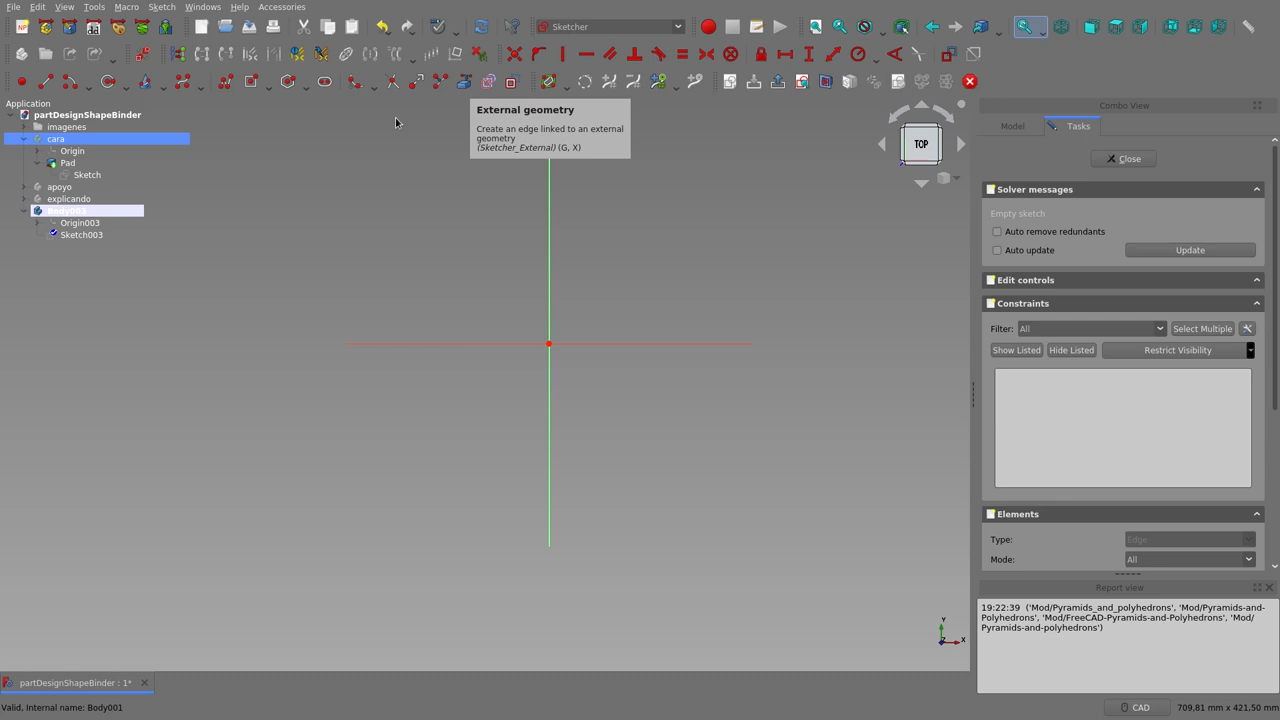 File Edit View Tools Macro Sketch Windows Help Accessories
Sketcher
Application
partDesignShapeBinder
imagenes
cara
Origin
Pad
Sketch
apoyo
explicando
Body003
Origin003
Sketch003
External geometry
Create an edge linked to an external
geometry
(Sketcher_External) (G, X)
TOP
Combo View
Model Tasks
Close
Solver messages
Empty sketch
Auto remove redundants
Auto update Update
Edit controls
Constraints
Filter: All Select Multiple
Show Listed Hide Listed Restrict Visibility
Elements
Type: Edge
Mode: All
Report view
19:22:39 ('Mod/Pyramids_and_polyhedrons', 'Mod/Pyramids-and-
Polyhedrons', 'Mod/FreeCAD-Pyramids-and-Polyhedrons', 'Mod/
Pyramids-and-polyhedrons')
Y
Z X
partDesignShapeBinder : 1*
Valid, Internal name: Body001
CAD 709,81 mm x 421,50 mm